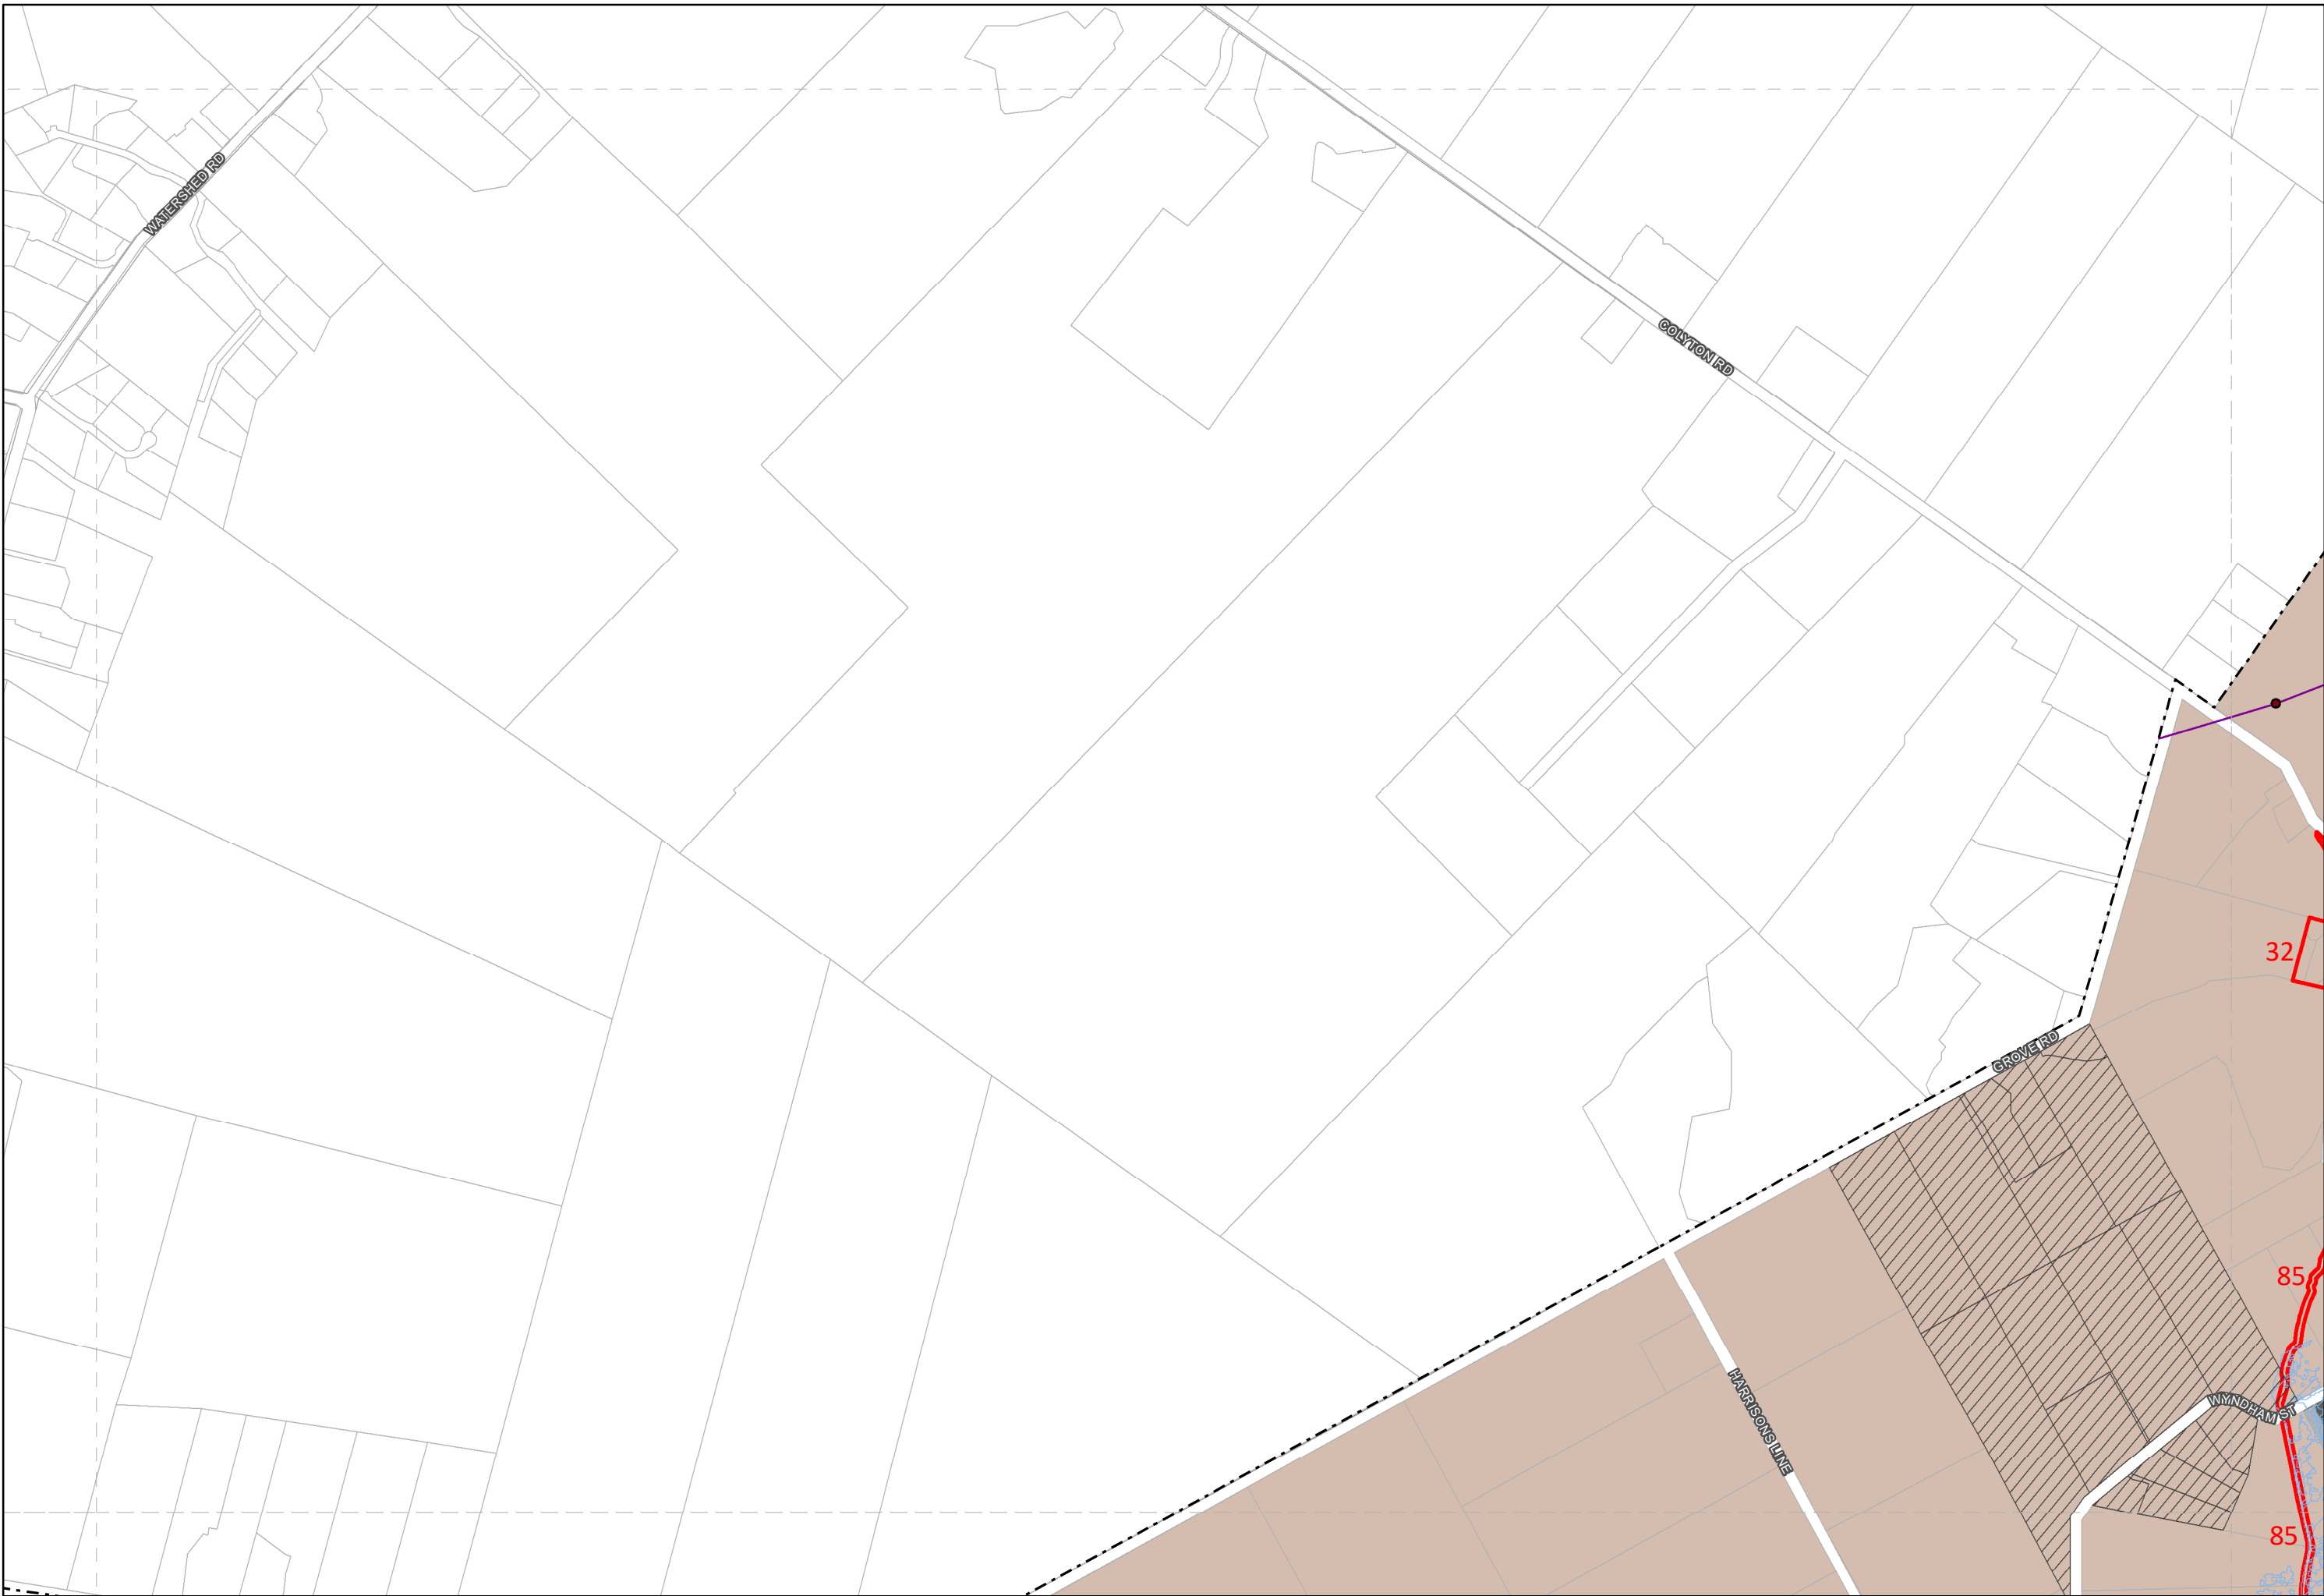 WATERSHED RD
COLYTON RD
32
GROVE RD
85
HARRISONS LINE
WYNDHAM ST
85